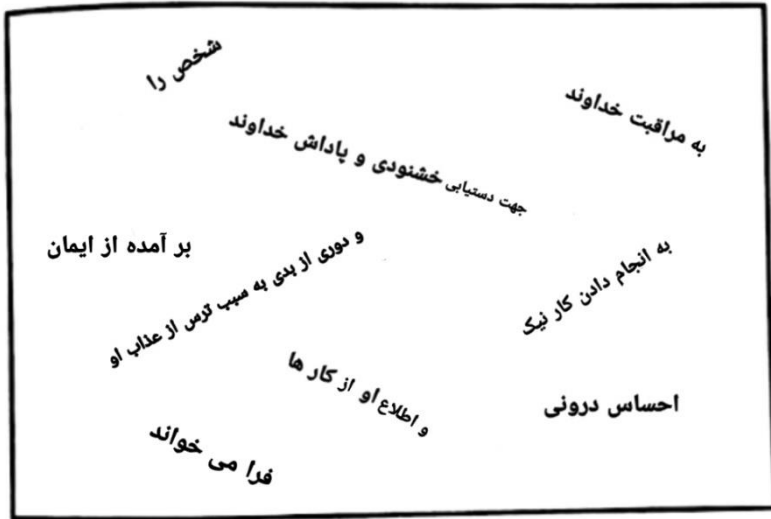 شخص را
به مراقبت خداوند
جهت دستیابی خشنودی و پاداش خداوند
بر آمده از ایمان
و دوری از بدی به سبب ترس از عذاب او
به انجام دادن کار نیک
و اطلاع او از کار ها
احساس درونی
فرا می خواند